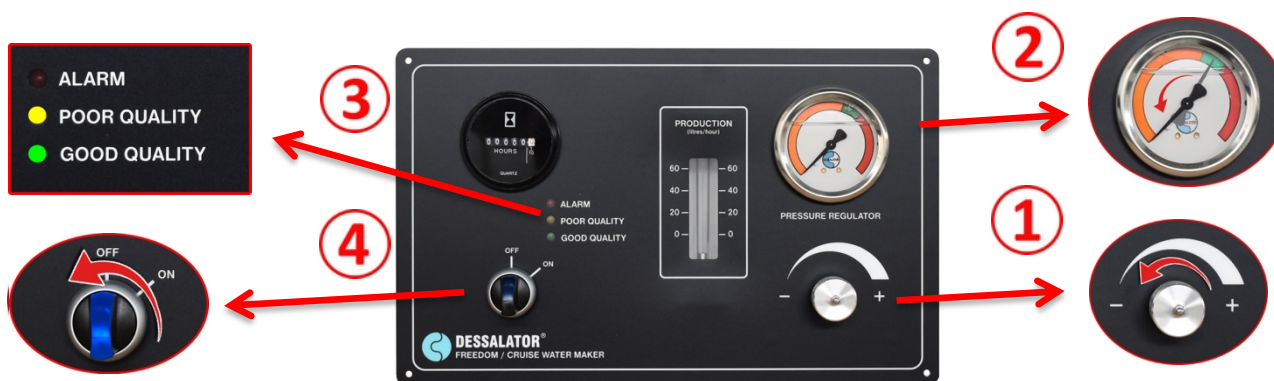 ALARM
POOR QUALITY
GOOD QUALITY
3
4
OFF
ON
HOURS
QUARTZ
ALARM
POOR QUALITY
GOOD QUALITY
OFF
ON
DESSALATOR®
FREEDOM / CRUISE WATER MAKER
PRODUCTION
(litres/hour)
60 60
40 40
20 20
0 0
PRESSURE REGULATOR
- +
2
1
- +